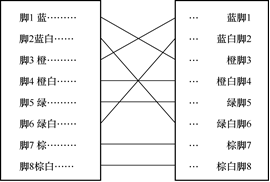 脚1 蓝………
脚2蓝白……
脚3 橙………
脚4 橙白……
脚5 绿………
脚6 绿白……
脚7 棕………
脚8棕白……
… 蓝脚1
… 蓝白脚2
… 橙脚3
… 橙白脚4
… 绿脚5
… 绿白脚6
… 棕脚7
… 棕白脚8